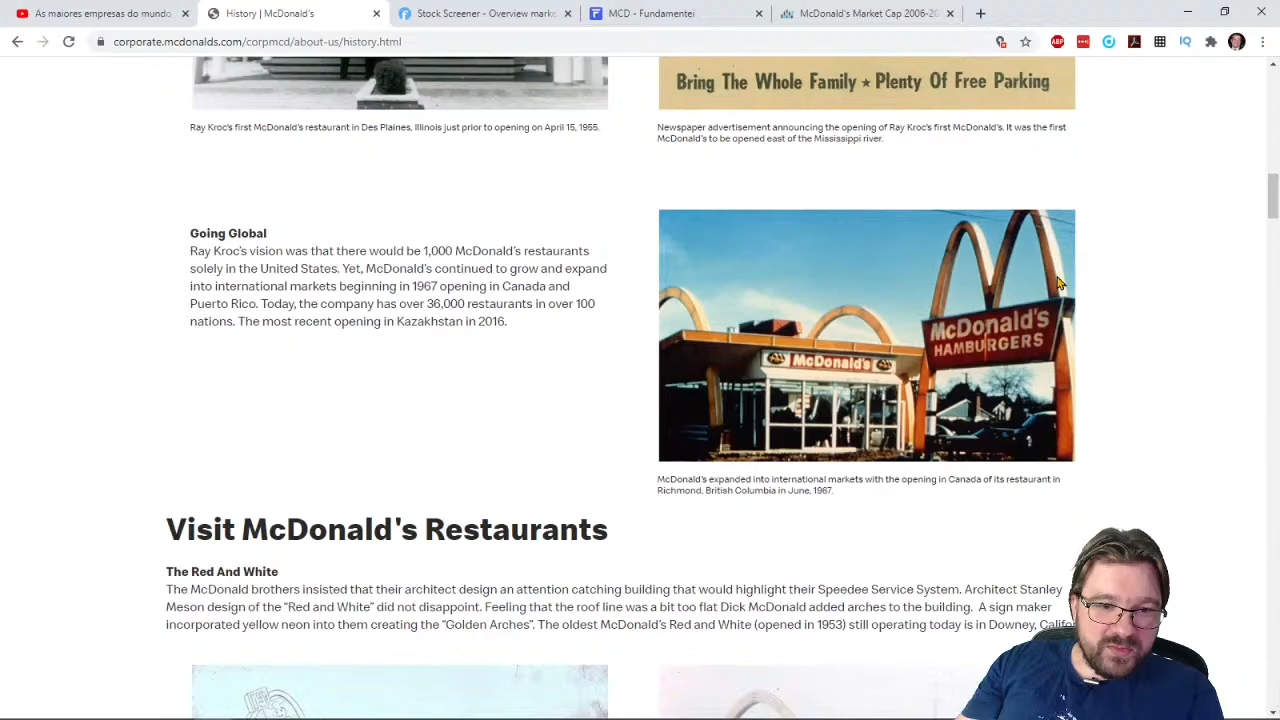 As maiores empresas do mundo
History | McDonald's
Stock Screener - Overview mark
MCD - Fundamentei
McDonald's Market Cap 2006-20
corporate.mcdonalds.com/corpmcd/about-us/history.html
ABP
IQ
Bring The Whole Family ★ Plenty Of Free Parking
Ray Kroc's first McDonald's restaurant in Des Plaines, Illinois just prior to opening on April 15, 1955.
Newspaper advertisement announcing the opening of Ray Kroc's first McDonald's. It was the first
McDonald's to be opened east of the Mississippi river.
Going Global
Ray Kroc's vision was that there would be 1,000 McDonald's restaurants
solely in the United States. Yet, McDonald's continued to grow and expand
into international markets beginning in 1967 opening in Canada and
Puerto Rico. Today, the company has over 36,000 restaurants in over 100
nations. The most recent opening in Kazakhstan in 2016.
McDonald's
HAMBURGERS
McDonald's
McDonald's expanded into international markets with the opening in Canada of its restaurant in
Richmond, British Columbia in June, 1967.
Visit McDonald's Restaurants
The Red And White
The McDonald brothers insisted that their architect design an attention catching building that would highlight their Speedee Service System. Architect Stanley
Meson design of the "Red and White" did not disappoint. Feeling that the roof line was a bit too flat Dick McDonald added arches to the building. A sign maker
incorporated yellow neon into them creating the "Golden Arches". The oldest McDonald's Red and White (opened in 1953) still operating today is in Downey, Califo